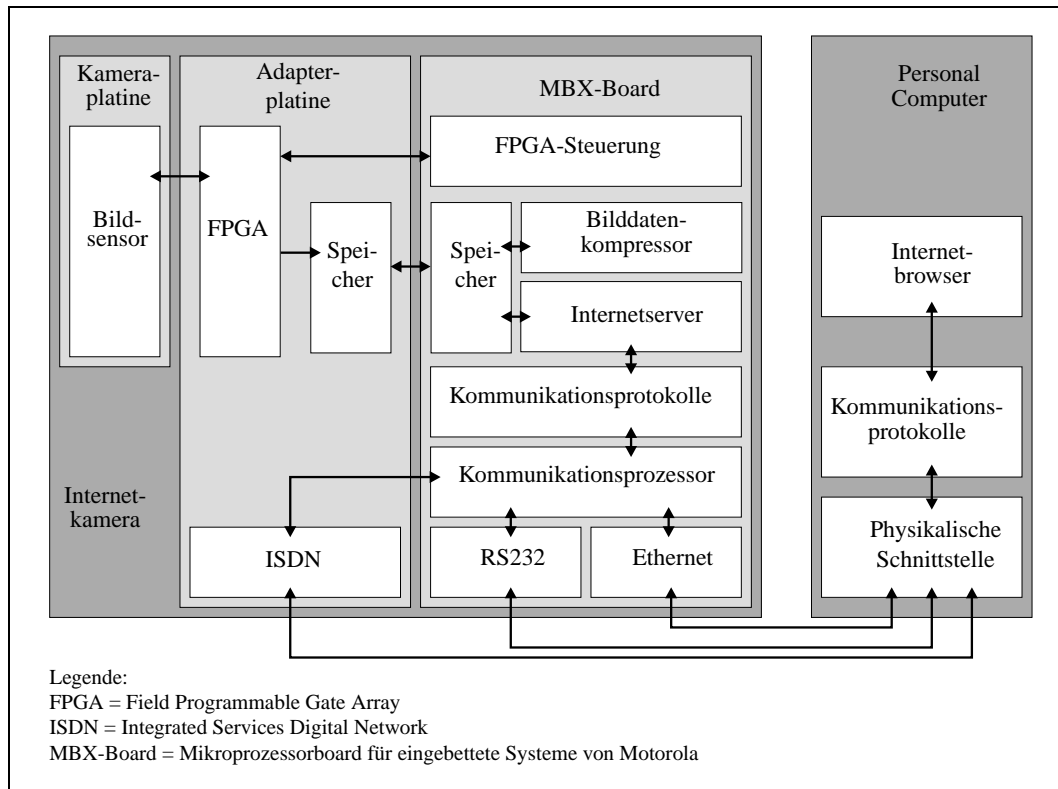 Kamera-
platine
Bild-
sensor
Adapter-
platine
FPGA
Spei-
cher
ISDN
Internet-
kamera
MBX-Board
FPGA-Steuerung
Spei-
cher
Bilddaten-
kompressor
Internetserver
Kommunikationsprotokolle
Kommunikationsprozessor
RS232
Ethernet
Personal
Computer
Internet-
browser
Kommunikations-
protokolle
Physikalische
Schnittstelle
Legende:
FPGA = Field Programmable Gate Array
ISDN = Integrated Services Digital Network
MBX-Board = Mikroprozessorboard für eingebettete Systeme von Motorola